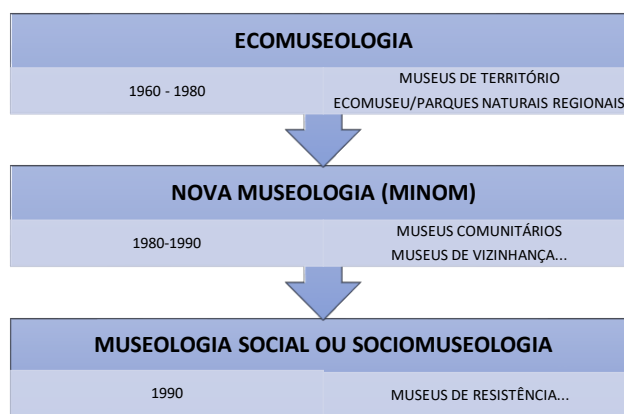 ECOMUSEOLOGIA
1960 - 1980
MUSEUS DE TERRITÓRIO
ECOMUSEU/PARQUES NATURAIS REGIONAIS
NOVA MUSEOLOGIA (MINOM)
1980-1990
MUSEUS COMUNITÁRIOS
MUSEUS DE VIZINHANÇA...
MUSEOLOGIA SOCIAL OU SOCIOMUSEOLOGIA
1990
MUSEUS DE RESISTÊNCIA...